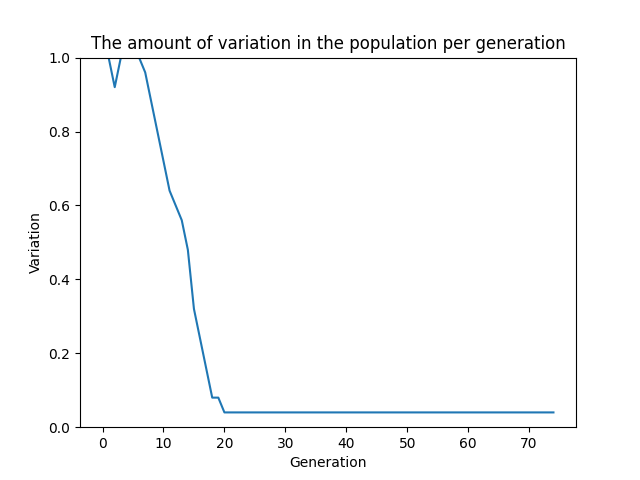 The amount of variation in the population per generation
1.0
0.8
0.6
0.4
0.2
0.0
Variation
0 10 20 30 40 50 60 70
Generation